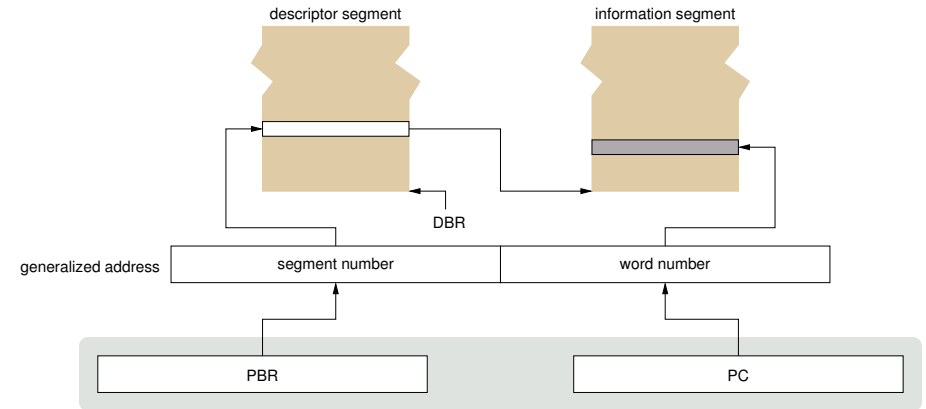 descriptor segment
information segment
DBR
generalized address
segment number
word number
PBR
PC